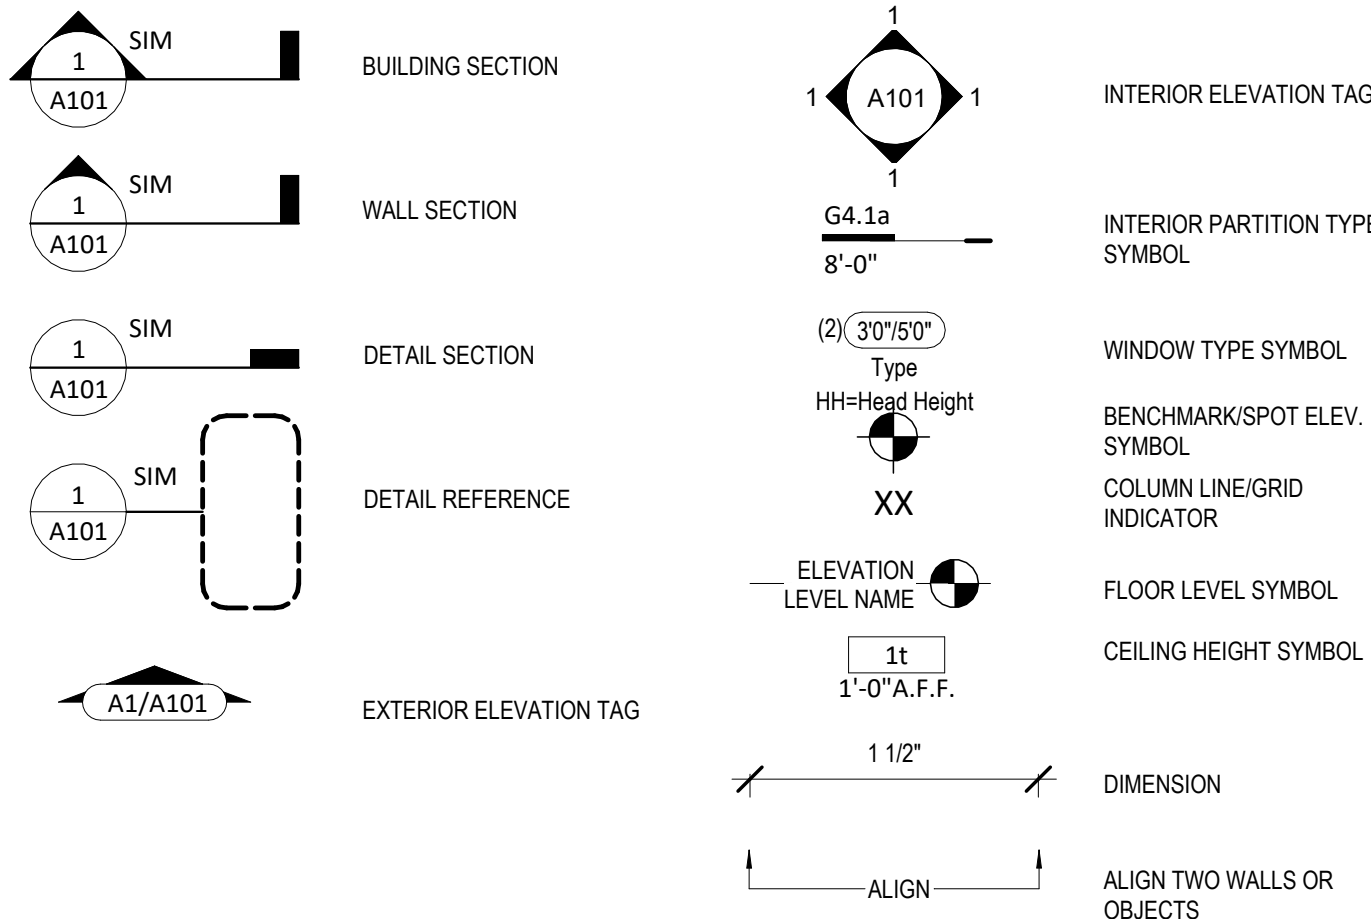 SIM
1
A101
BUILDING SECTION
SIM
1
A101
WALL SECTION
SIM
1
A101
DETAIL SECTION
SIM
1
A101
DETAIL REFERENCE
A1/A101
EXTERIOR ELEVATION TAG
1
1 A101 1
1
INTERIOR ELEVATION TAG
G4.1a
8'-0"
INTERIOR PARTITION TYPE
SYMBOL
(2) 3'0"/5'0"
Type
HH=Head Height
WINDOW TYPE SYMBOL
BENCHMARK/SPOT ELEV.
SYMBOL
XX
COLUMN LINE/GRID
INDICATOR
ELEVATION
LEVEL NAME
FLOOR LEVEL SYMBOL
1t
1'-0"A.F.F.
CEILING HEIGHT SYMBOL
1 1/2"
DIMENSION
ALIGN
ALIGN TWO WALLS OR
OBJECTS